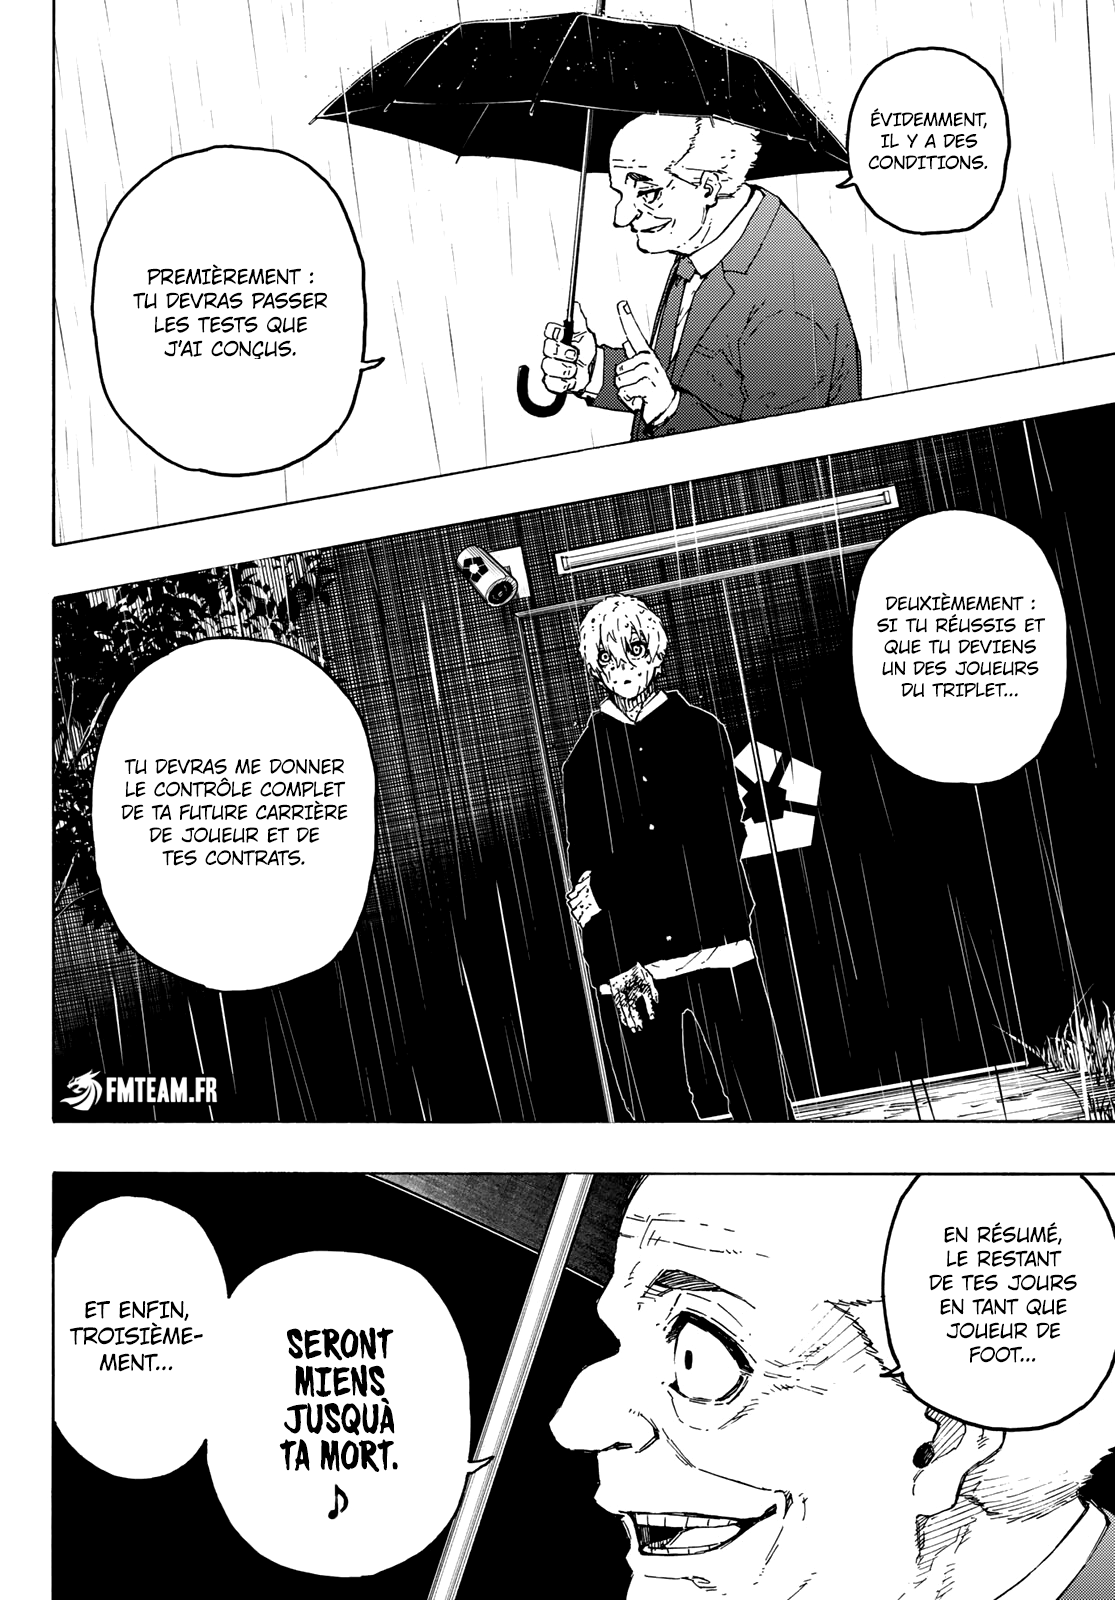 ÉVIDEMMENT,
IL Y A DES
CONDITIONS.
PREMIÈREMENT :
TU DEVRAS PASSER
LES TESTS QUE
J'AI CONÇUS.
DEUXIÈMEMENT :
SI TU RÉUSSIS ET
QUE TU DEVIENS
UN DES JOUEURS
DU TRIPLET...
TU DEVRAS ME DONNER
LE CONTRÔLE COMPLET
DE TA FUTURE CARRIÈRE
DE JOUEUR ET DE
TES CONTRATS.
FMTEAM.FR
EN RÉSUMÉ,
LE RESTANT
DE TES JOURS
EN TANT QUE
JOUEUR DE
FOOT...
SERONT
MIENS
JUSQUÀ
TA MORT.
♪
ET ENFIN,
TROISIÈME-
MENT...